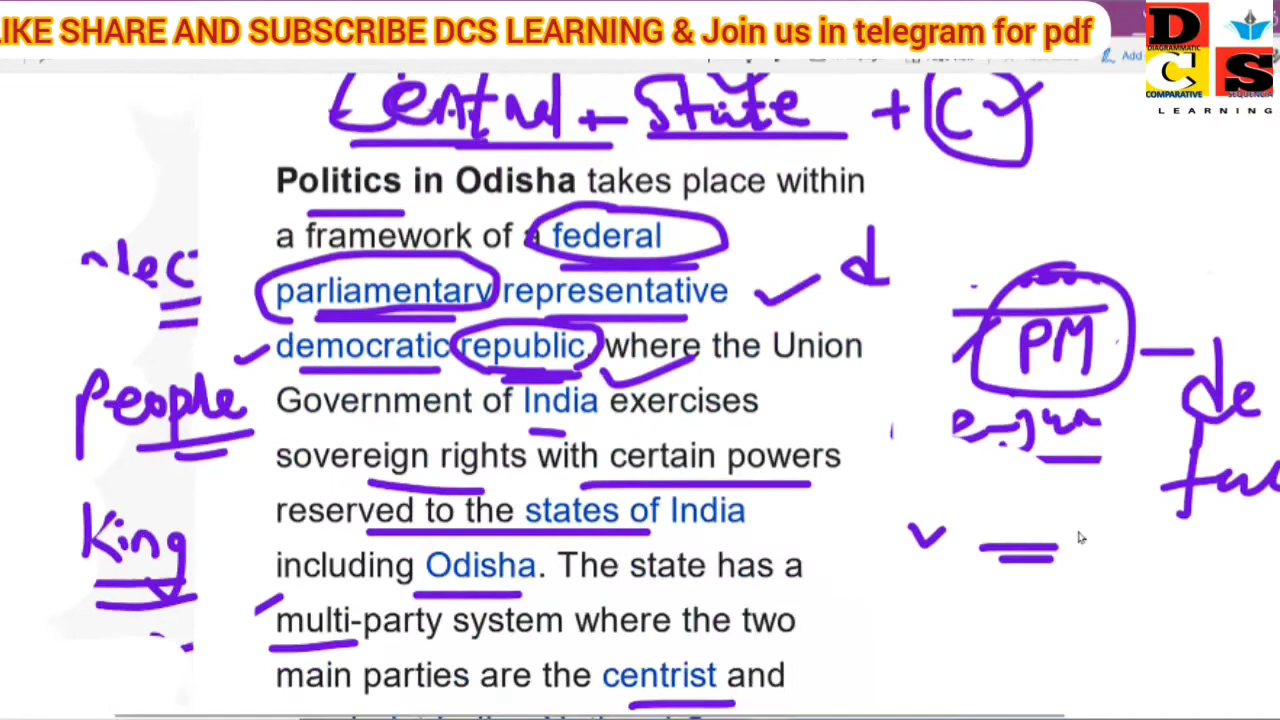 LIKE SHARE AND SUBSCRIBE DCS LEARNING & Join us in telegram for pdf
D
DIAGRAMMATIC
C S
COMPARATIVE SEQUENCIA
LEARNING
Add
Central + State + C
Politics in Odisha takes place within
a framework of a federal
parliamentary representative
democratic republic, where the Union
Government of India exercises
sovereign rights with certain powers
reserved to the states of India
including Odisha. The state has a
multi-party system where the two
main parties are the centrist and
elec
people
King
d
PM
de